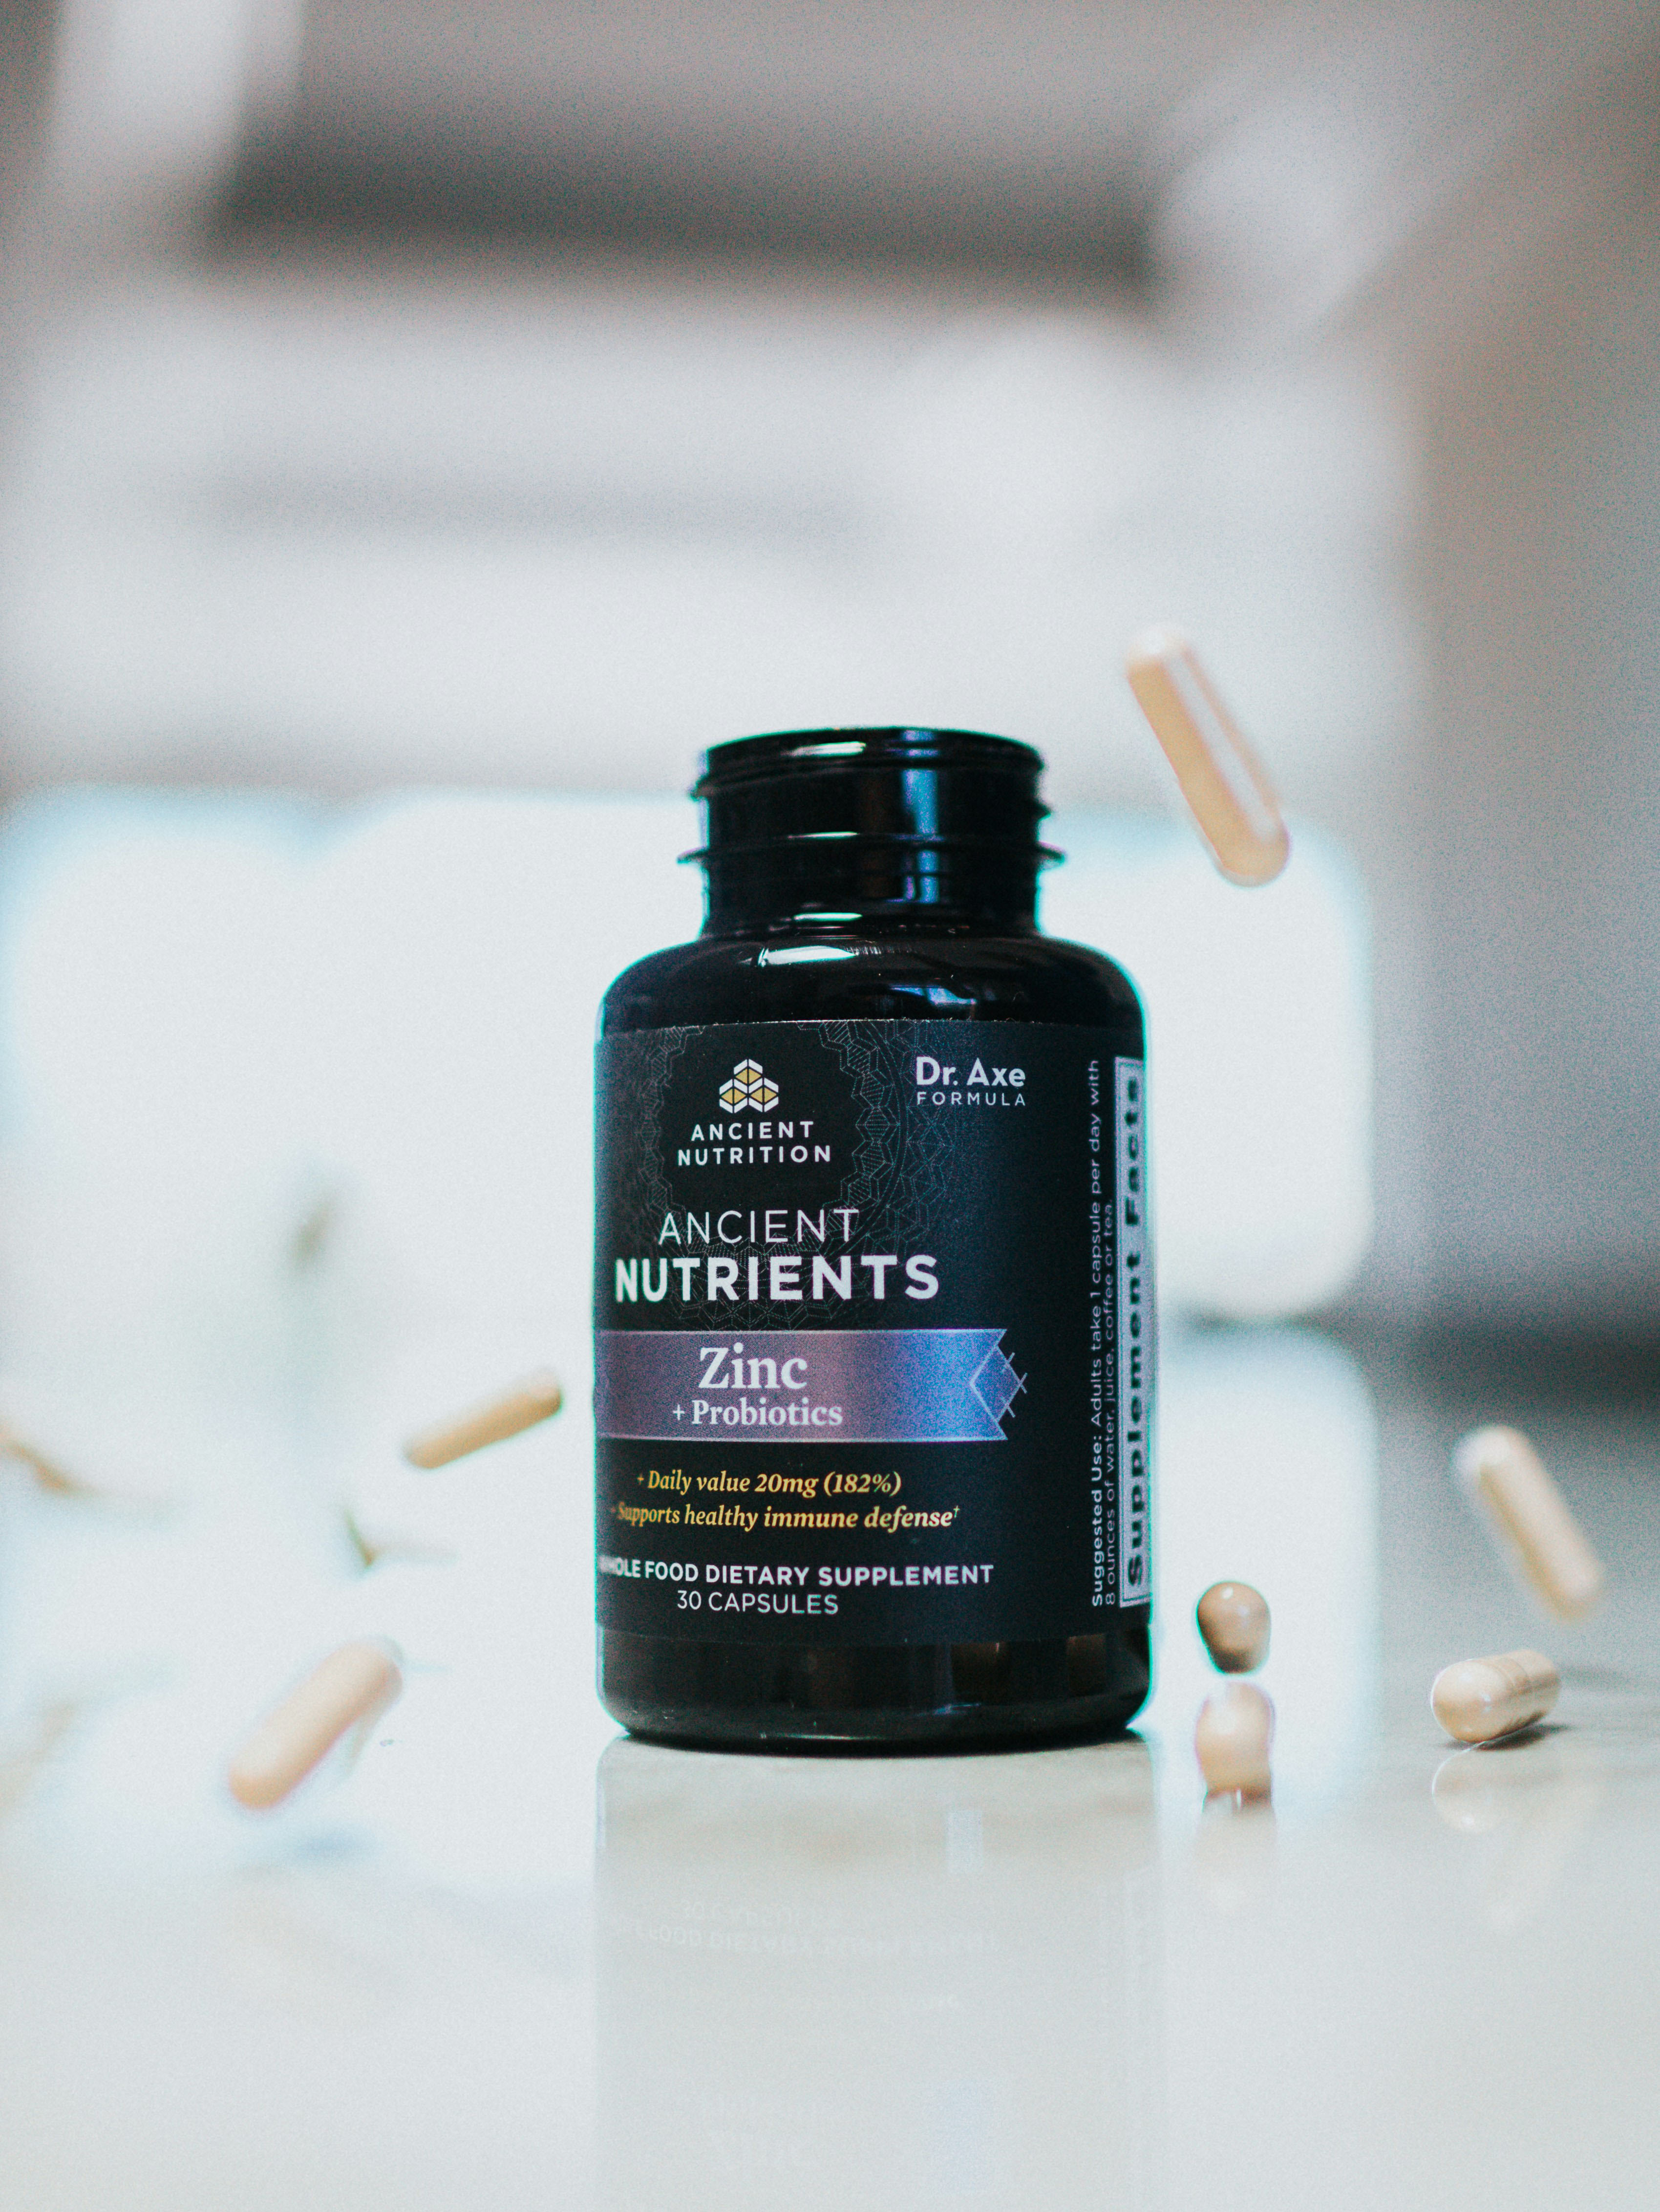 Dr. Axe
FORMULA
ANCIENT
NUTRITION
ANCIENT
NUTRIENTS
Zinc
+ Probiotics
+ Daily value 20mg (182%)
+ Supports healthy immune defense†
FOOD DIETARY SUPPLEMENT
30 CAPSULES
Suggested Use: Adults take 1 capsule per day with
8 ounces of water, juice, coffee or tea.
Supplement Facts